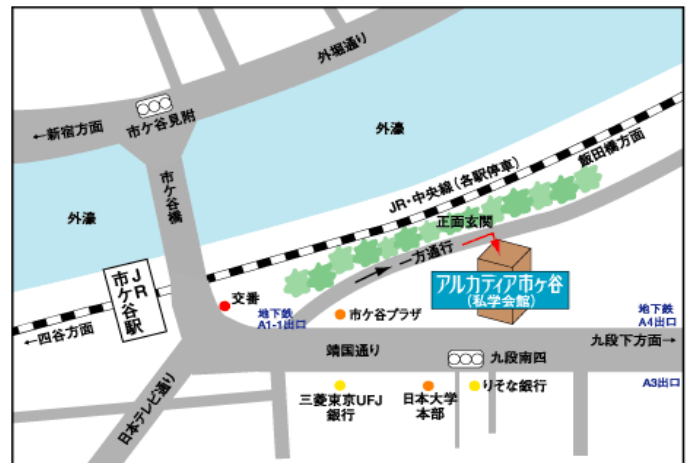 外堀通り
←新宿方面
市ケ谷見附
外濠
飯田橋方面
JR・中央線(各駅停車)
市ケ谷橋
外濠
正面玄関
一方通行
JR
市ケ谷駅
アルカディア市ヶ谷
(私学会館)
交番
地下鉄
A1-1出口
市ケ谷プラザ
地下鉄
A4出口
←四谷方面
靖国通り
九段南四
九段下方面→
日本テレビ通り
三菱東京UFJ
銀行
日本大学
本部
りそな銀行
A3出口